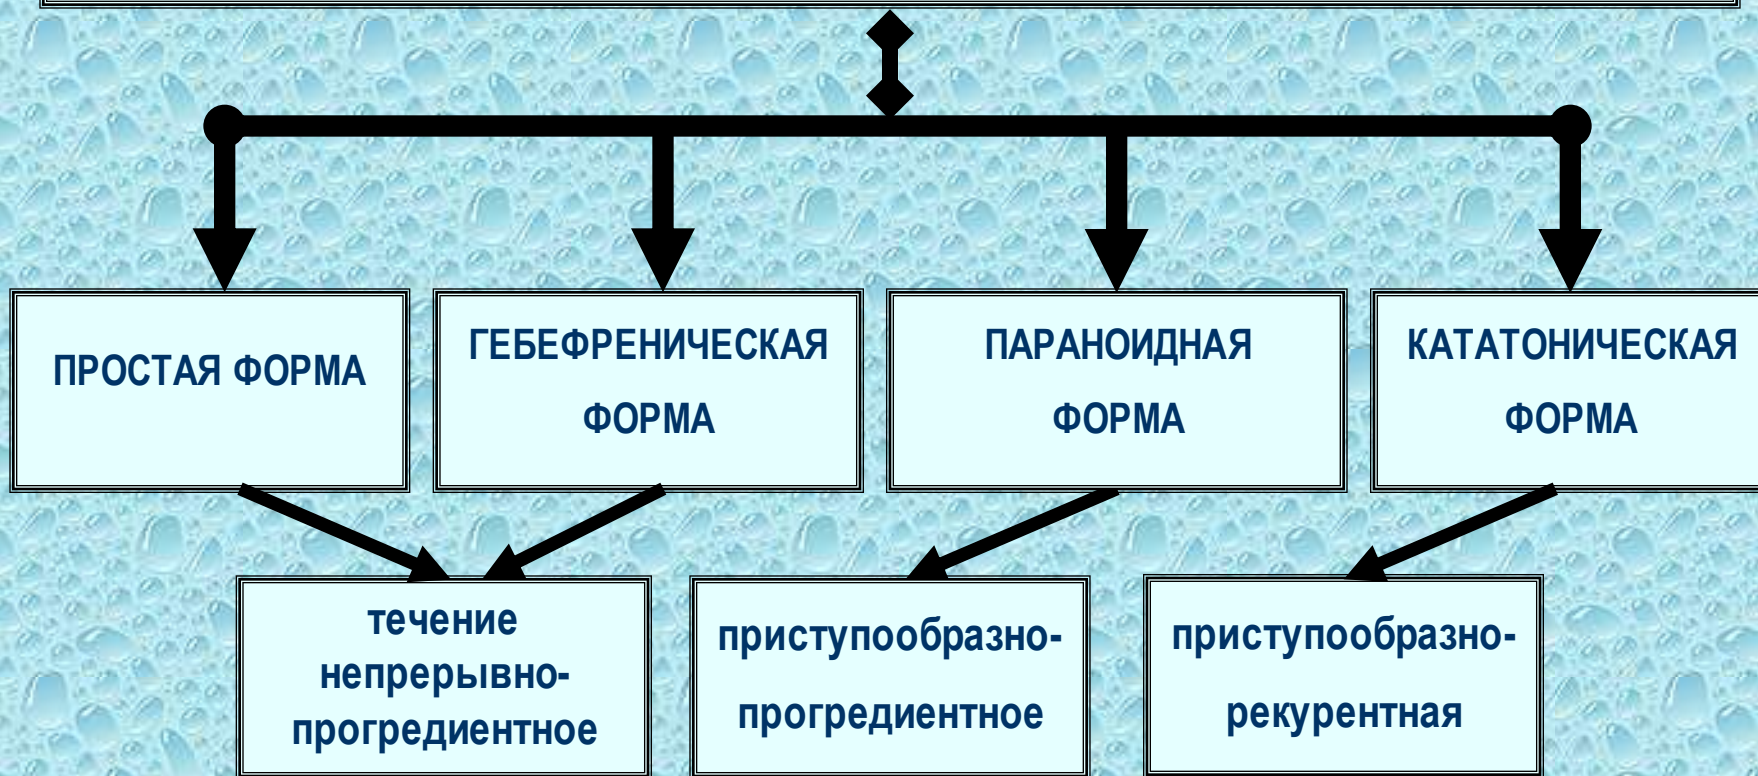 ПРОСТАЯ ФОРМА
ГЕБЕФРЕНИЧЕСКАЯ
ФОРМА
ПАРАНОИДНАЯ
ФОРМА
КАТАТОНИЧЕСКАЯ
ФОРМА
течение
непрерывно-
прогредиентное
приступообразно-
прогредиентное
приступообразно-
рекурентная